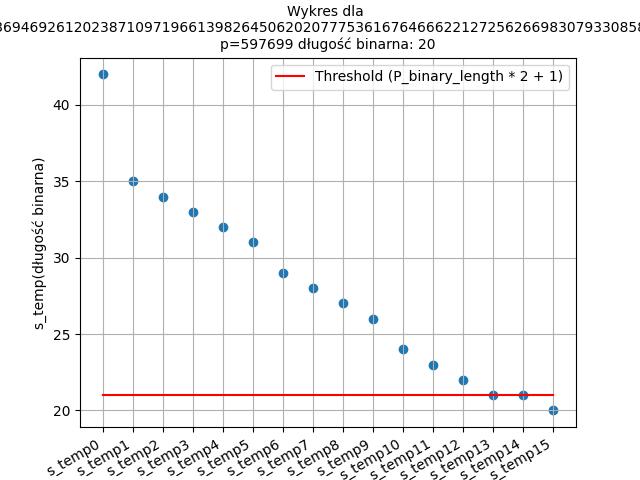 Wykres dla
p=597699 długość binarna: 20
Threshold (P_binary_length * 2 + 1)
s_temp(długość binarna)
40
35
30
25
20
s_temp0
s_temp1
s_temp2
s_temp3
s_temp4
s_temp5
s_temp6
s_temp7
s_temp8
s_temp9
s_temp10
s_temp11
s_temp12
s_temp13
s_temp14
s_temp15